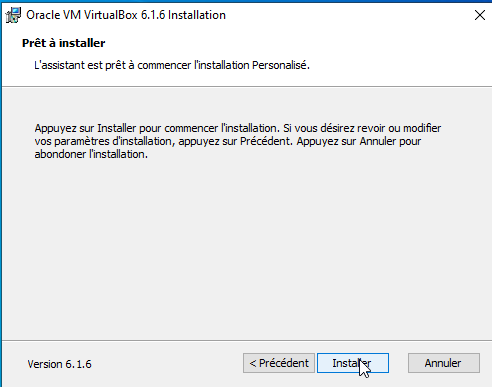 Oracle VM VirtualBox 6.1.6 Installation
Prêt à installer
L'assistant est prêt à commencer l'installation Personalisé.
Appuyez sur Installer pour commencer l'installation. Si vous désirez revoir ou modifier
vos paramètres d'installation, appuyez sur Précédent. Appuyez sur Annuler pour
abondoner l'installation.
Version 6.1.6
< Précédent
Installer
Annuler